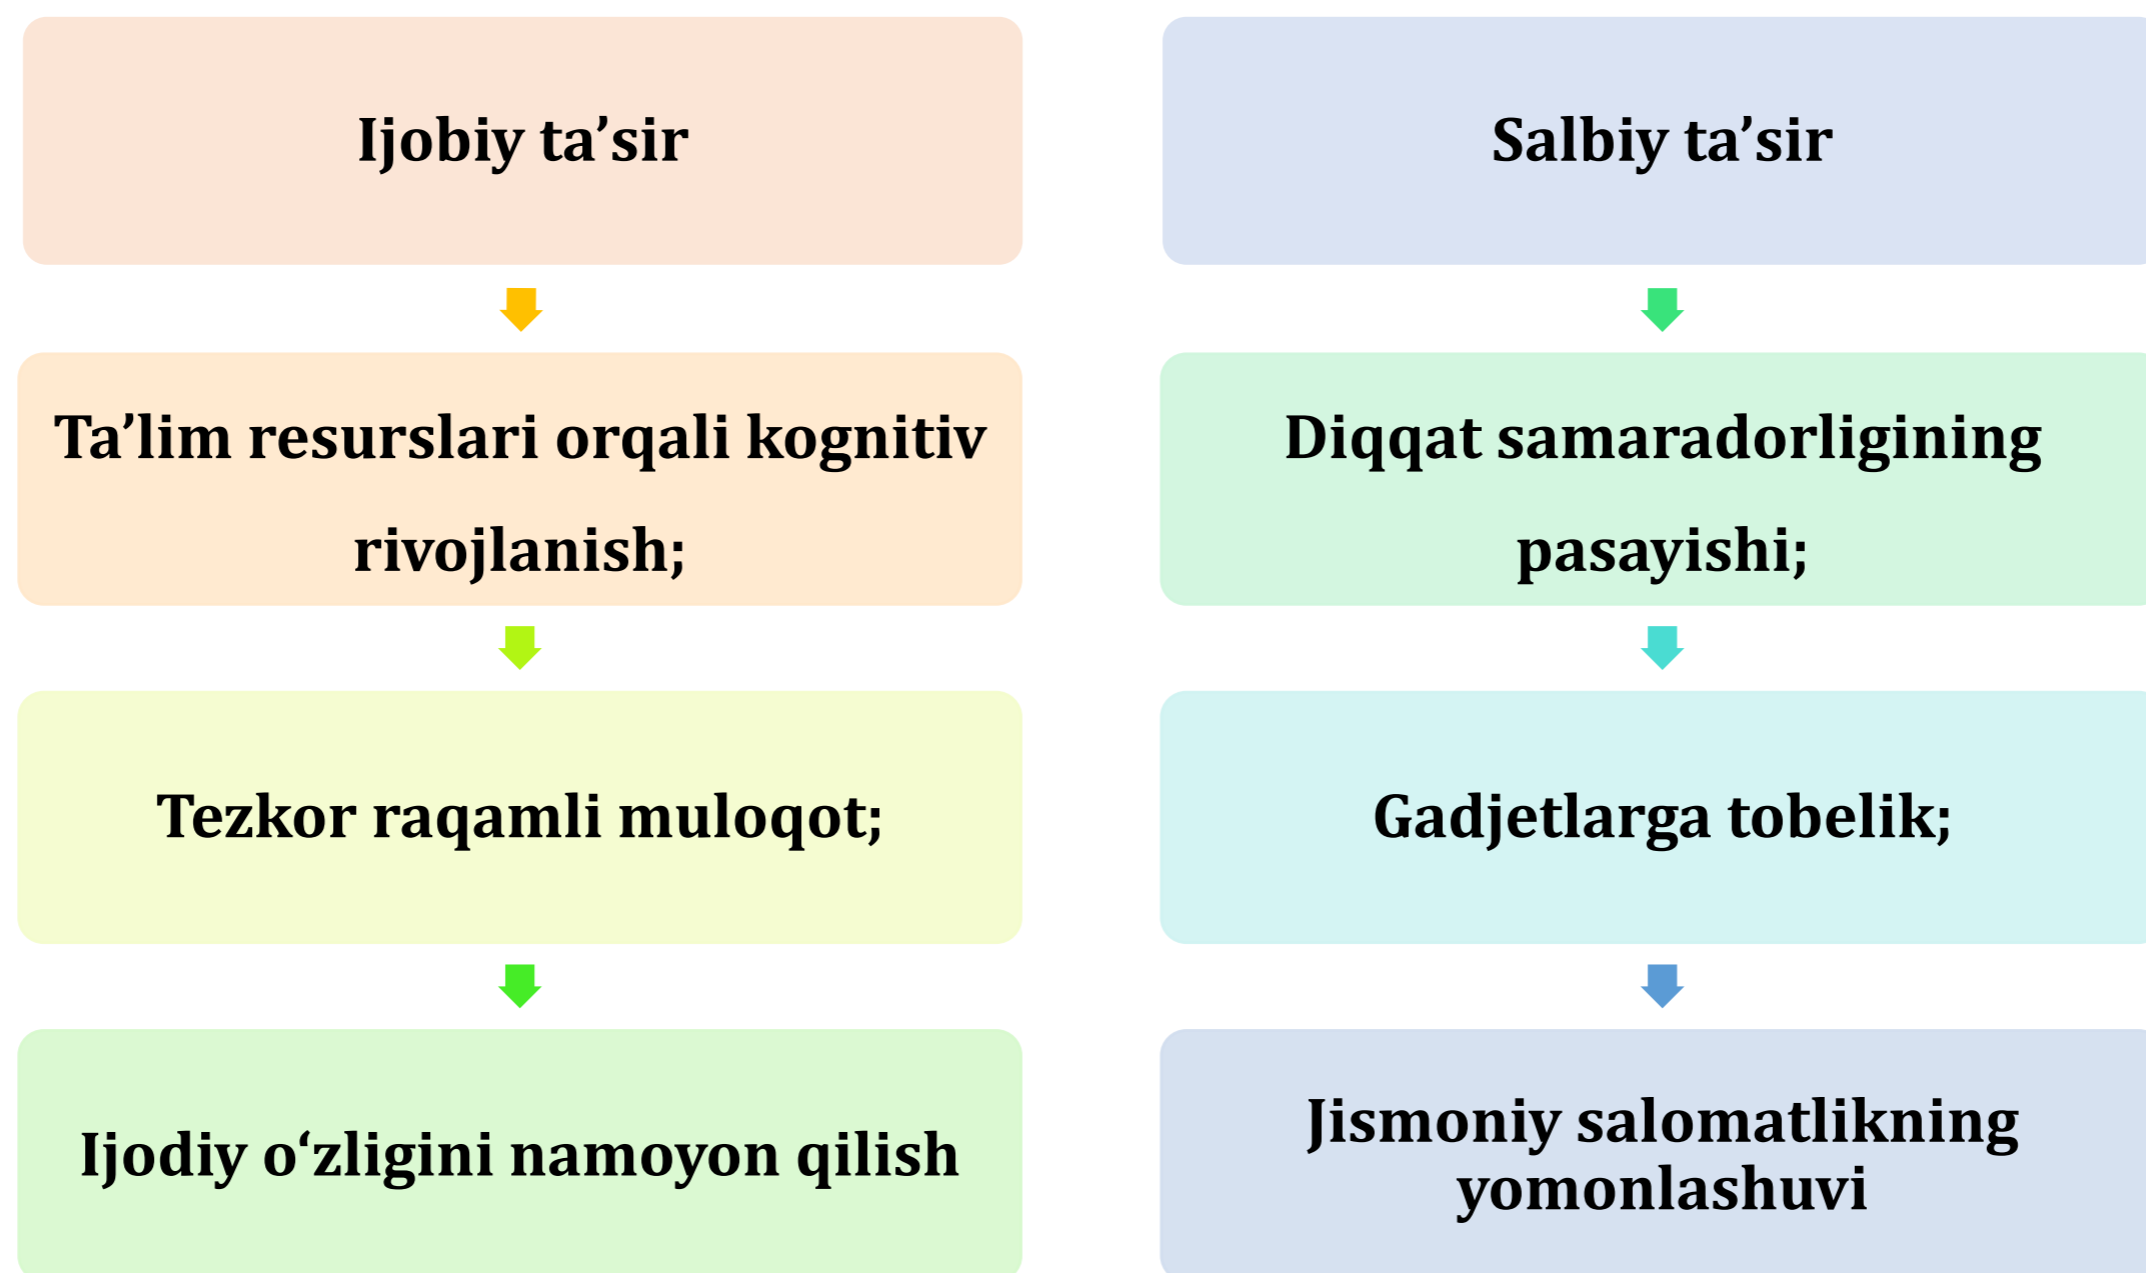 Ijobiy ta’sir
Ta’lim resurslari orqali kognitiv
rivojlanish;
Tezkor raqamli muloqot;
Ijodiy o‘zligini namoyon qilish
Salbiy ta’sir
Diqqat samaradorligining
pasayishi;
Gadjetlarga tobelik;
Jismoniy salomatlikning
yomonlashuvi